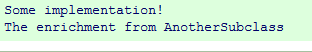 Some implementation!
The enrichment from AnotherSubclass